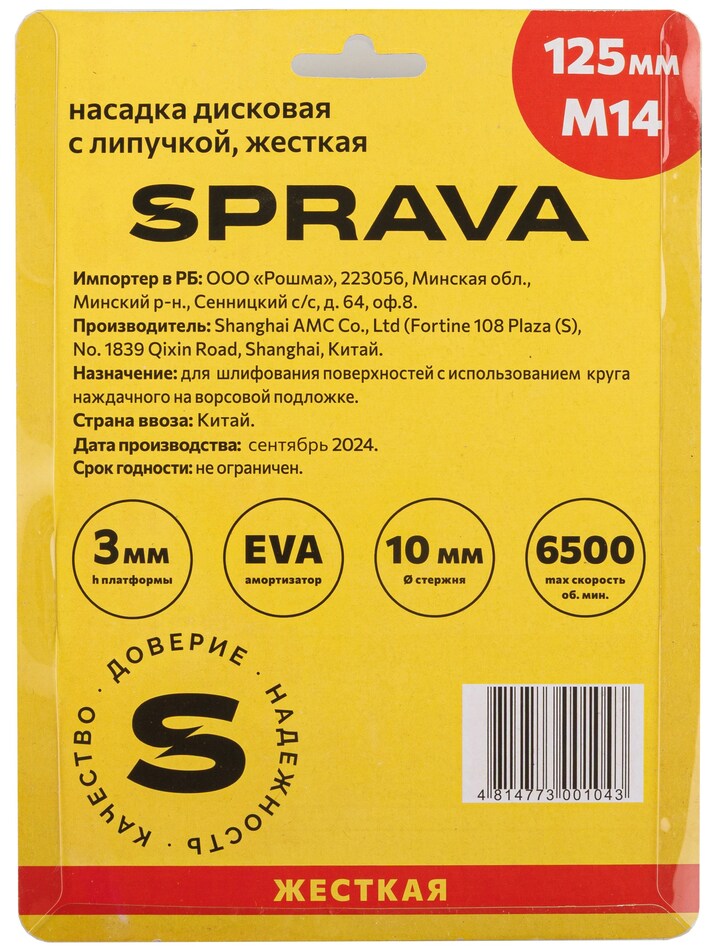 125мм
М14
насадка дисковая
с липучкой, жесткая
SPRAVA
Импортер в РБ: ООО «Рошма», 223056, Минская обл.,
Минский р-н., Сенницкий с/с, д. 64, оф.8.
Производитель: Shanghai AMC Co., Ltd (Fortine 108 Plaza (S),
No. 1839 Qixin Road, Shanghai, Китай.
Назначение: для шлифования поверхностей с использованием круга
наждачного на ворсовой подложке.
Страна ввоза: Китай.
Дата производства: сентябрь 2024.
Срок годности: не ограничен.
3 мм
h платформы
EVA
амортизатор
10 мм
Ø стержня
6500
max скорость
об. мин.
ДОВЕРИЕ · НАДЕЖНОСТЬ · КАЧЕСТВО ·
S
4 814773 001043
ЖЕСТКАЯ